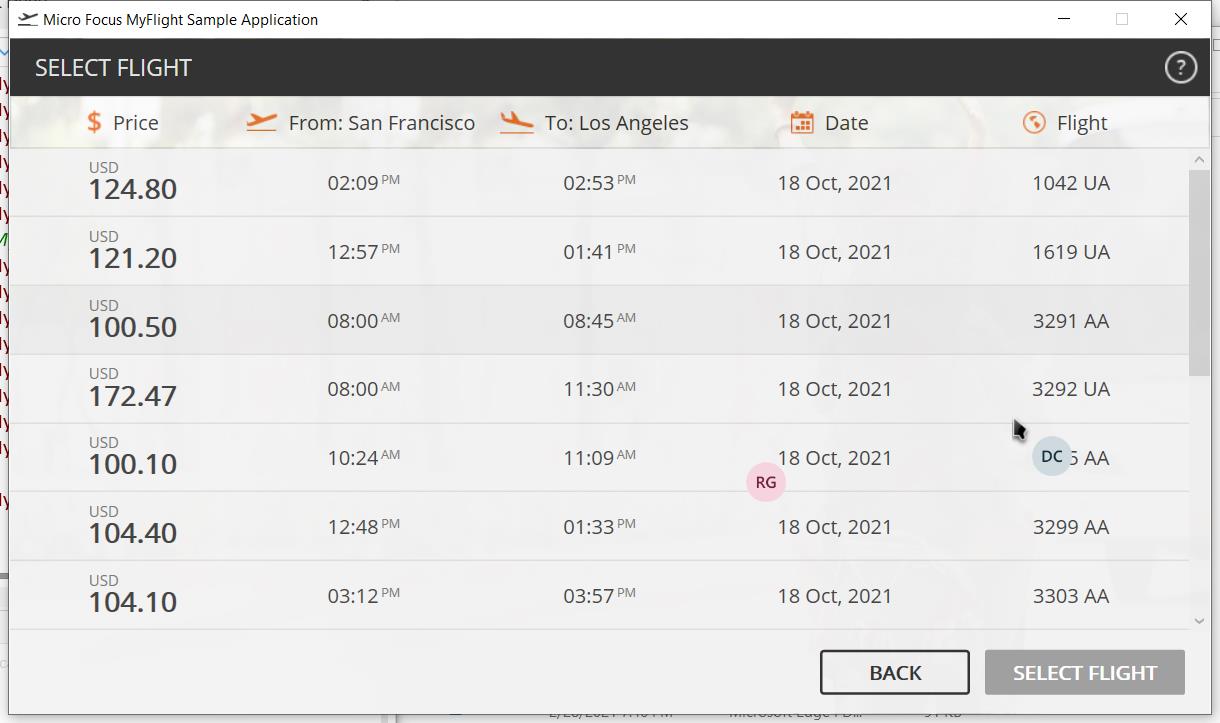 Micro Focus MyFlight Sample Application
SELECT FLIGHT ?
$ Price From: San Francisco To: Los Angeles Date Flight
USD
124.80 02:09 PM 02:53 PM 18 Oct, 2021 1042 UA
USD
121.20 12:57 PM 01:41 PM 18 Oct, 2021 1619 UA
USD
100.50 08:00 AM 08:45 AM 18 Oct, 2021 3291 AA
USD
172.47 08:00 AM 11:30 AM 18 Oct, 2021 3292 UA
USD
100.10 10:24 AM 11:09 AM 18 Oct, 2021 DC AA
RG
USD
104.40 12:48 PM 01:33 PM 18 Oct, 2021 3299 AA
USD
104.10 03:12 PM 03:57 PM 18 Oct, 2021 3303 AA
BACK SELECT FLIGHT